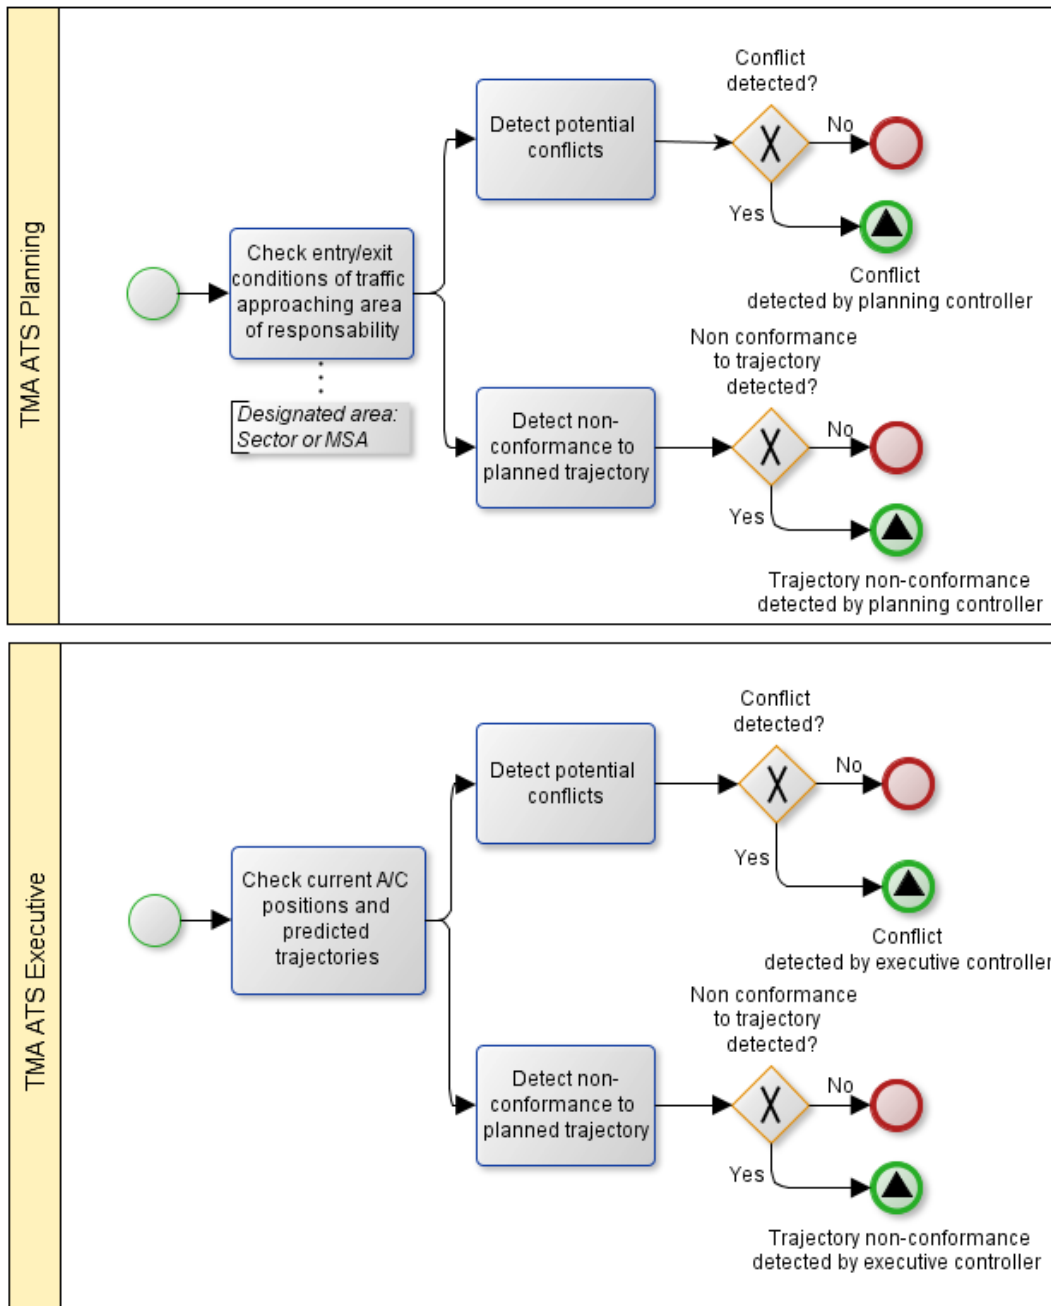 TMA ATS Planning
Conflict
detected?
Detect potential
conflicts
No
Yes
Check entry/exit
conditions of traffic
approaching area
of responsability
Conflict
detected by planning controller
Designated area:
Sector or MSA
Non conformance
to trajectory
detected?
Detect non-
conformance to
planned trajectory
No
Yes
Trajectory non-conformance
detected by planning controller
TMA ATS Executive
Conflict
detected?
Detect potential
conflicts
No
Yes
Check current A/C
positions and
predicted
trajectories
Conflict
detected by executive controller
Non conformance
to trajectory
detected?
Detect non-
conformance to
planned trajectory
No
Yes
Trajectory non-conformance
detected by executive controller